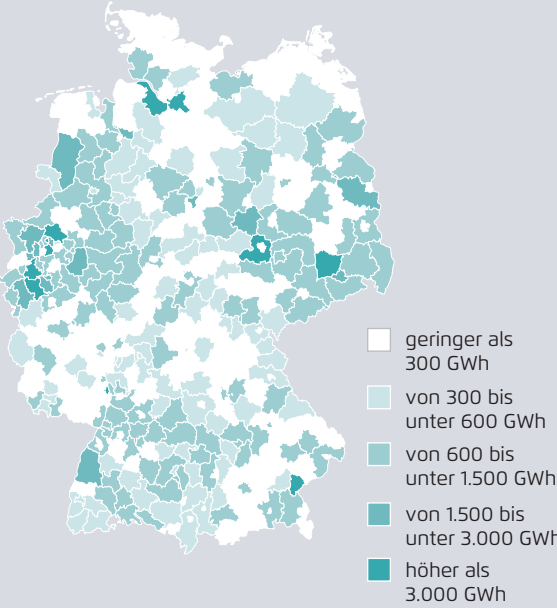 geringer als
300 GWh
von 300 bis
unter 600 GWh
von 600 bis
unter 1.500 GWh
von 1.500 bis
unter 3.000 GWh
höher als
3.000 GWh